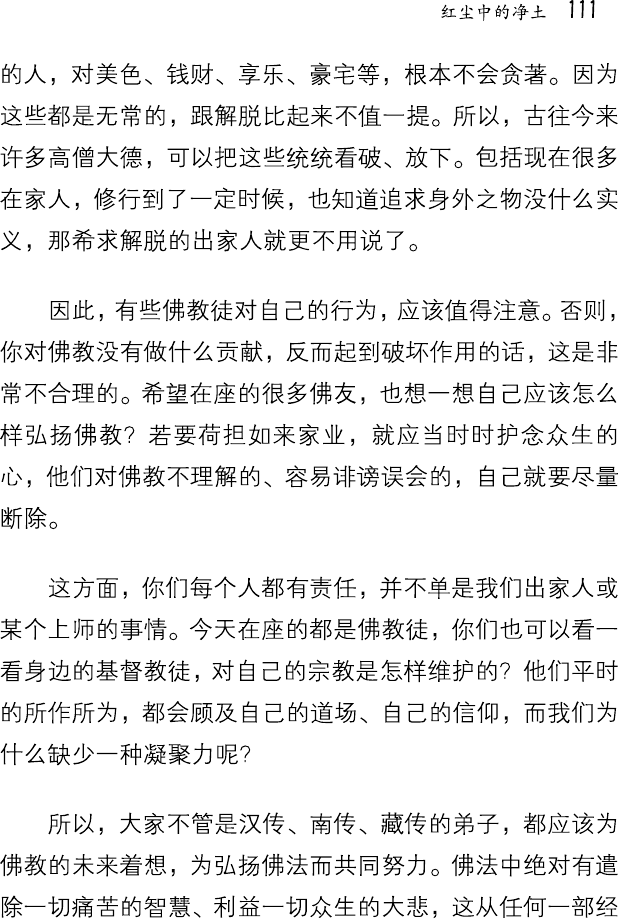 红尘中的净土 111
的人，对美色、钱财、享乐、豪宅等，根本不会贪著。因为
这些都是无常的，跟解脱比起来不值一提。所以，古往今来
许多高僧大德，可以把这些统统看破、放下。包括现在很多
在家人，修行到了一定时候，也知道追求身外之物没什么实
义，那希求解脱的出家人就更不用说了。
因此，有些佛教徒对自己的行为，应该值得注意。否则，
你对佛教没有做什么贡献，反而起到破坏作用的话，这是非
常不合理的。希望在座的很多佛友，也想一想自己应该怎么
样弘扬佛教？若要荷担如来家业，就应当时时护念众生的
心，他们对佛教不理解的、容易诽谤误会的，自己就要尽量
断除。
这方面，你们每个人都有责任，并不单是我们出家人或
某个上师的事情。今天在座的都是佛教徒，你们也可以看一
看身边的基督教徒，对自己的宗教是怎样维护的？他们平时
的所作所为，都会顾及自己的道场、自己的信仰，而我们为
什么缺少一种凝聚力呢？
所以，大家不管是汉传、南传、藏传的弟子，都应该为
佛教的未来着想，为弘扬佛法而共同努力。佛法中绝对有遣
除一切痛苦的智慧、利益一切众生的大悲，这从任何一部经